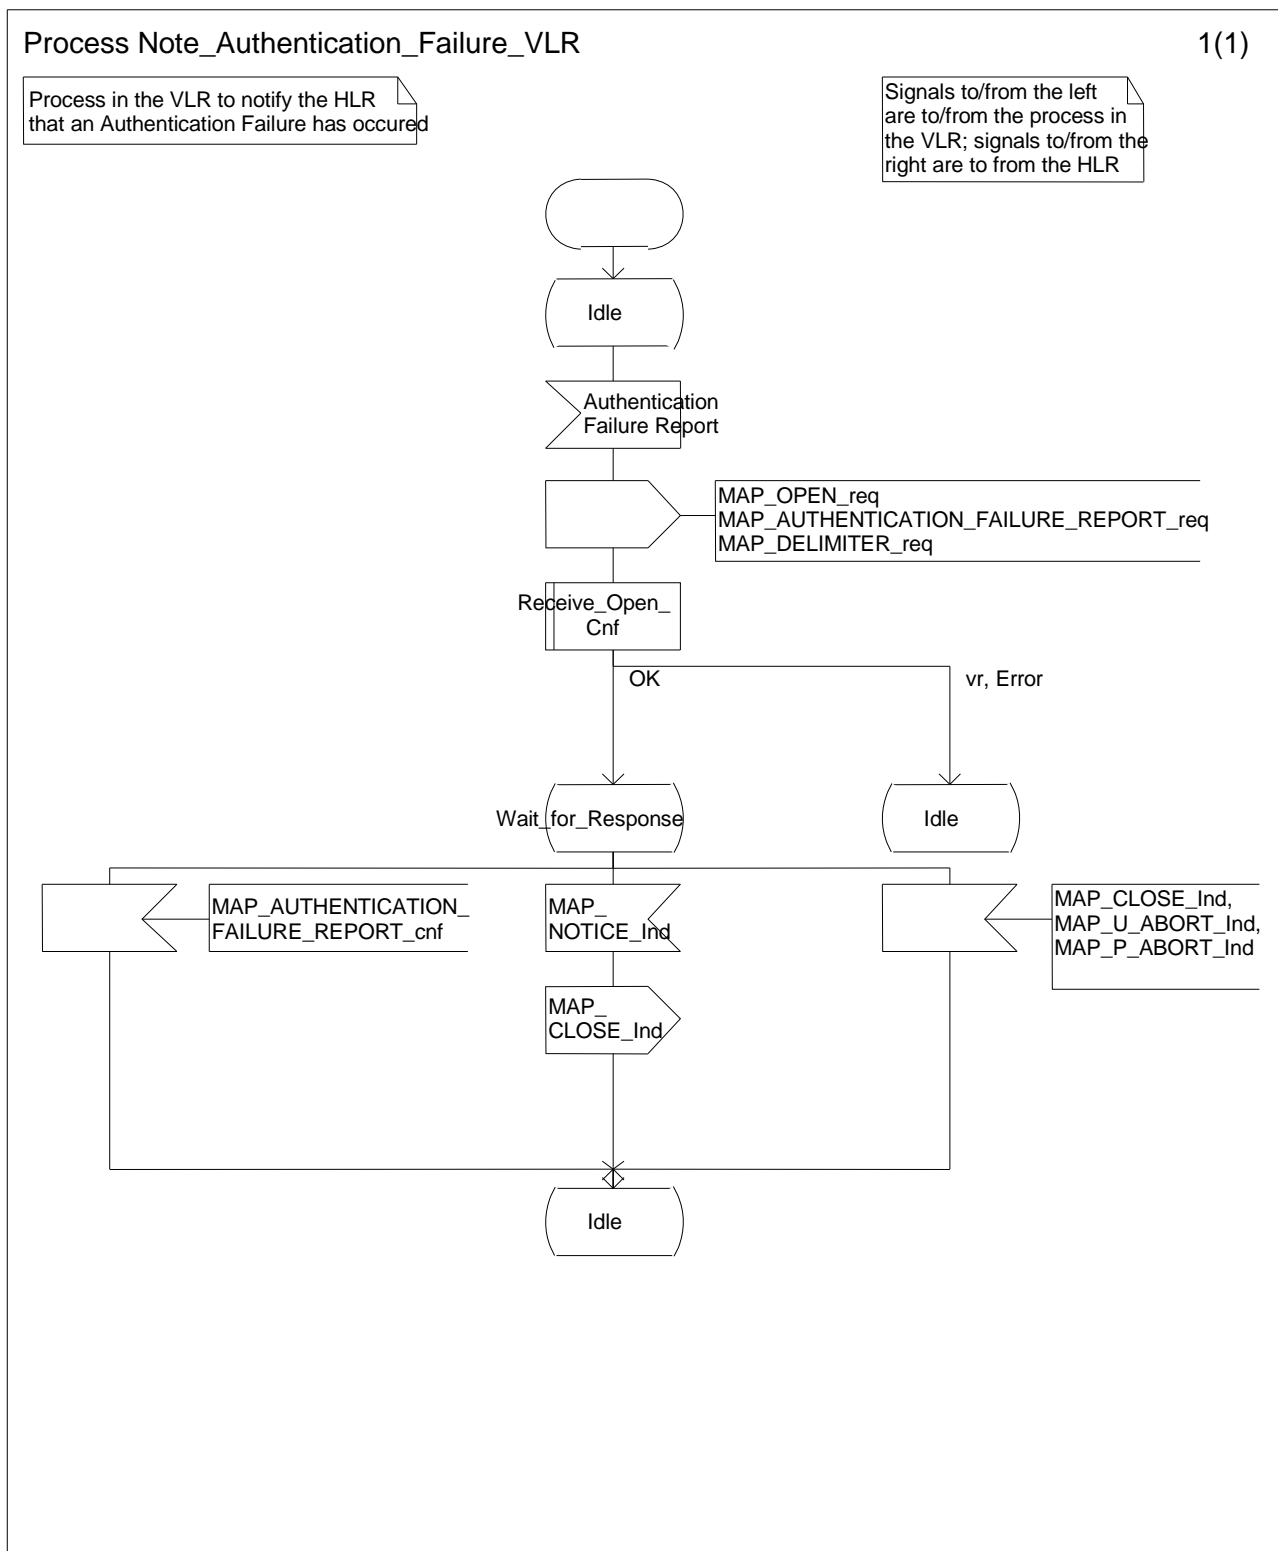 Process Note_Authentication_Failure_VLR
1(1)
Process in the VLR to notify the HLR
that an Authentication Failure has occured
Signals to/from the left
are to/from the process in
the VLR; signals to/from the
right are to from the HLR
Idle
Authentication
Failure Report
MAP_OPEN_req
MAP_AUTHENTICATION_FAILURE_REPORT_req
MAP_DELIMITER_req
Receive_Open_
Cnf
OK
vr, Error
Wait_for_Response
Idle
MAP_AUTHENTICATION_
FAILURE_REPORT_cnf
MAP_
NOTICE_Ind
MAP_CLOSE_Ind,
MAP_U_ABORT_Ind,
MAP_P_ABORT_Ind
MAP_
CLOSE_Ind
Idle